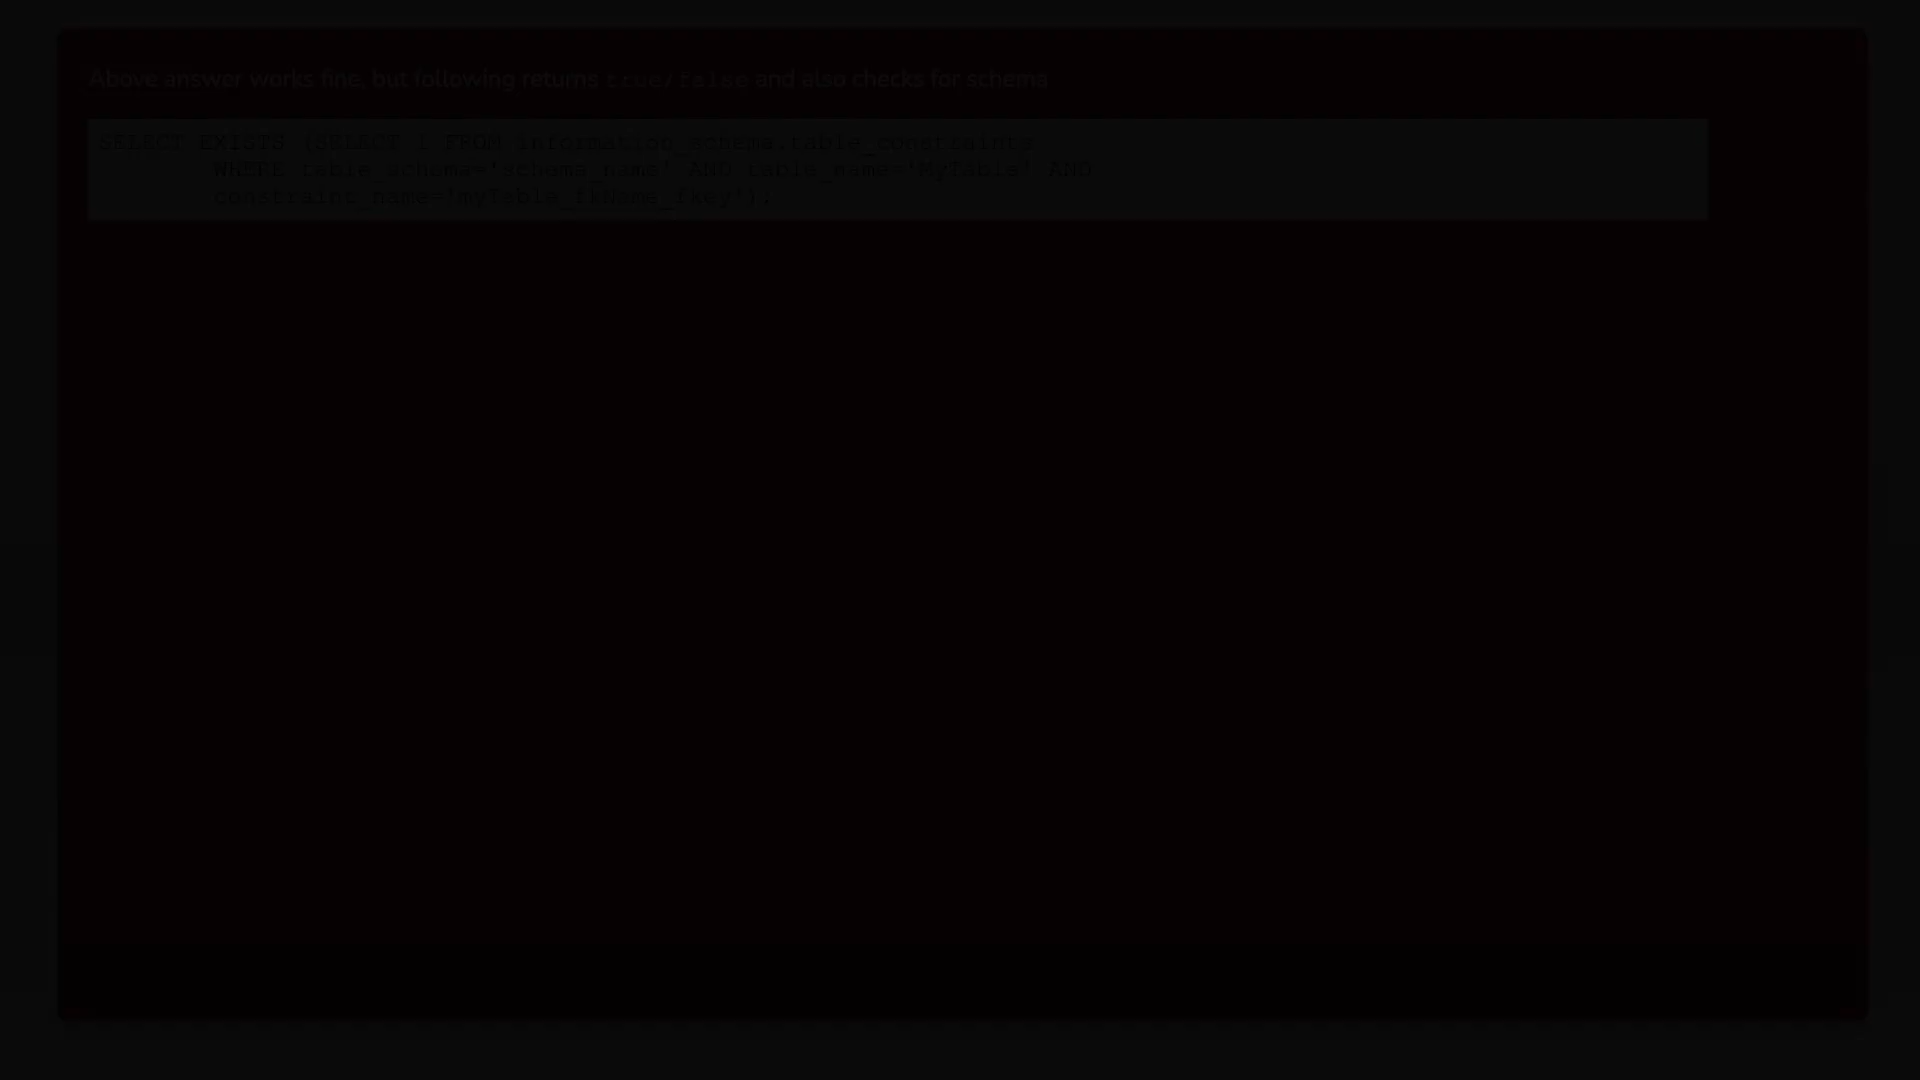 Above answer works fine, but following returns true/false and also checks for schema
SELECT EXISTS (SELECT 1 FROM information_schema.table_constraints
WHERE table_schema='schema_name' AND table_name='MyTable' AND
constraint_name='myTable_fkName_fkey');